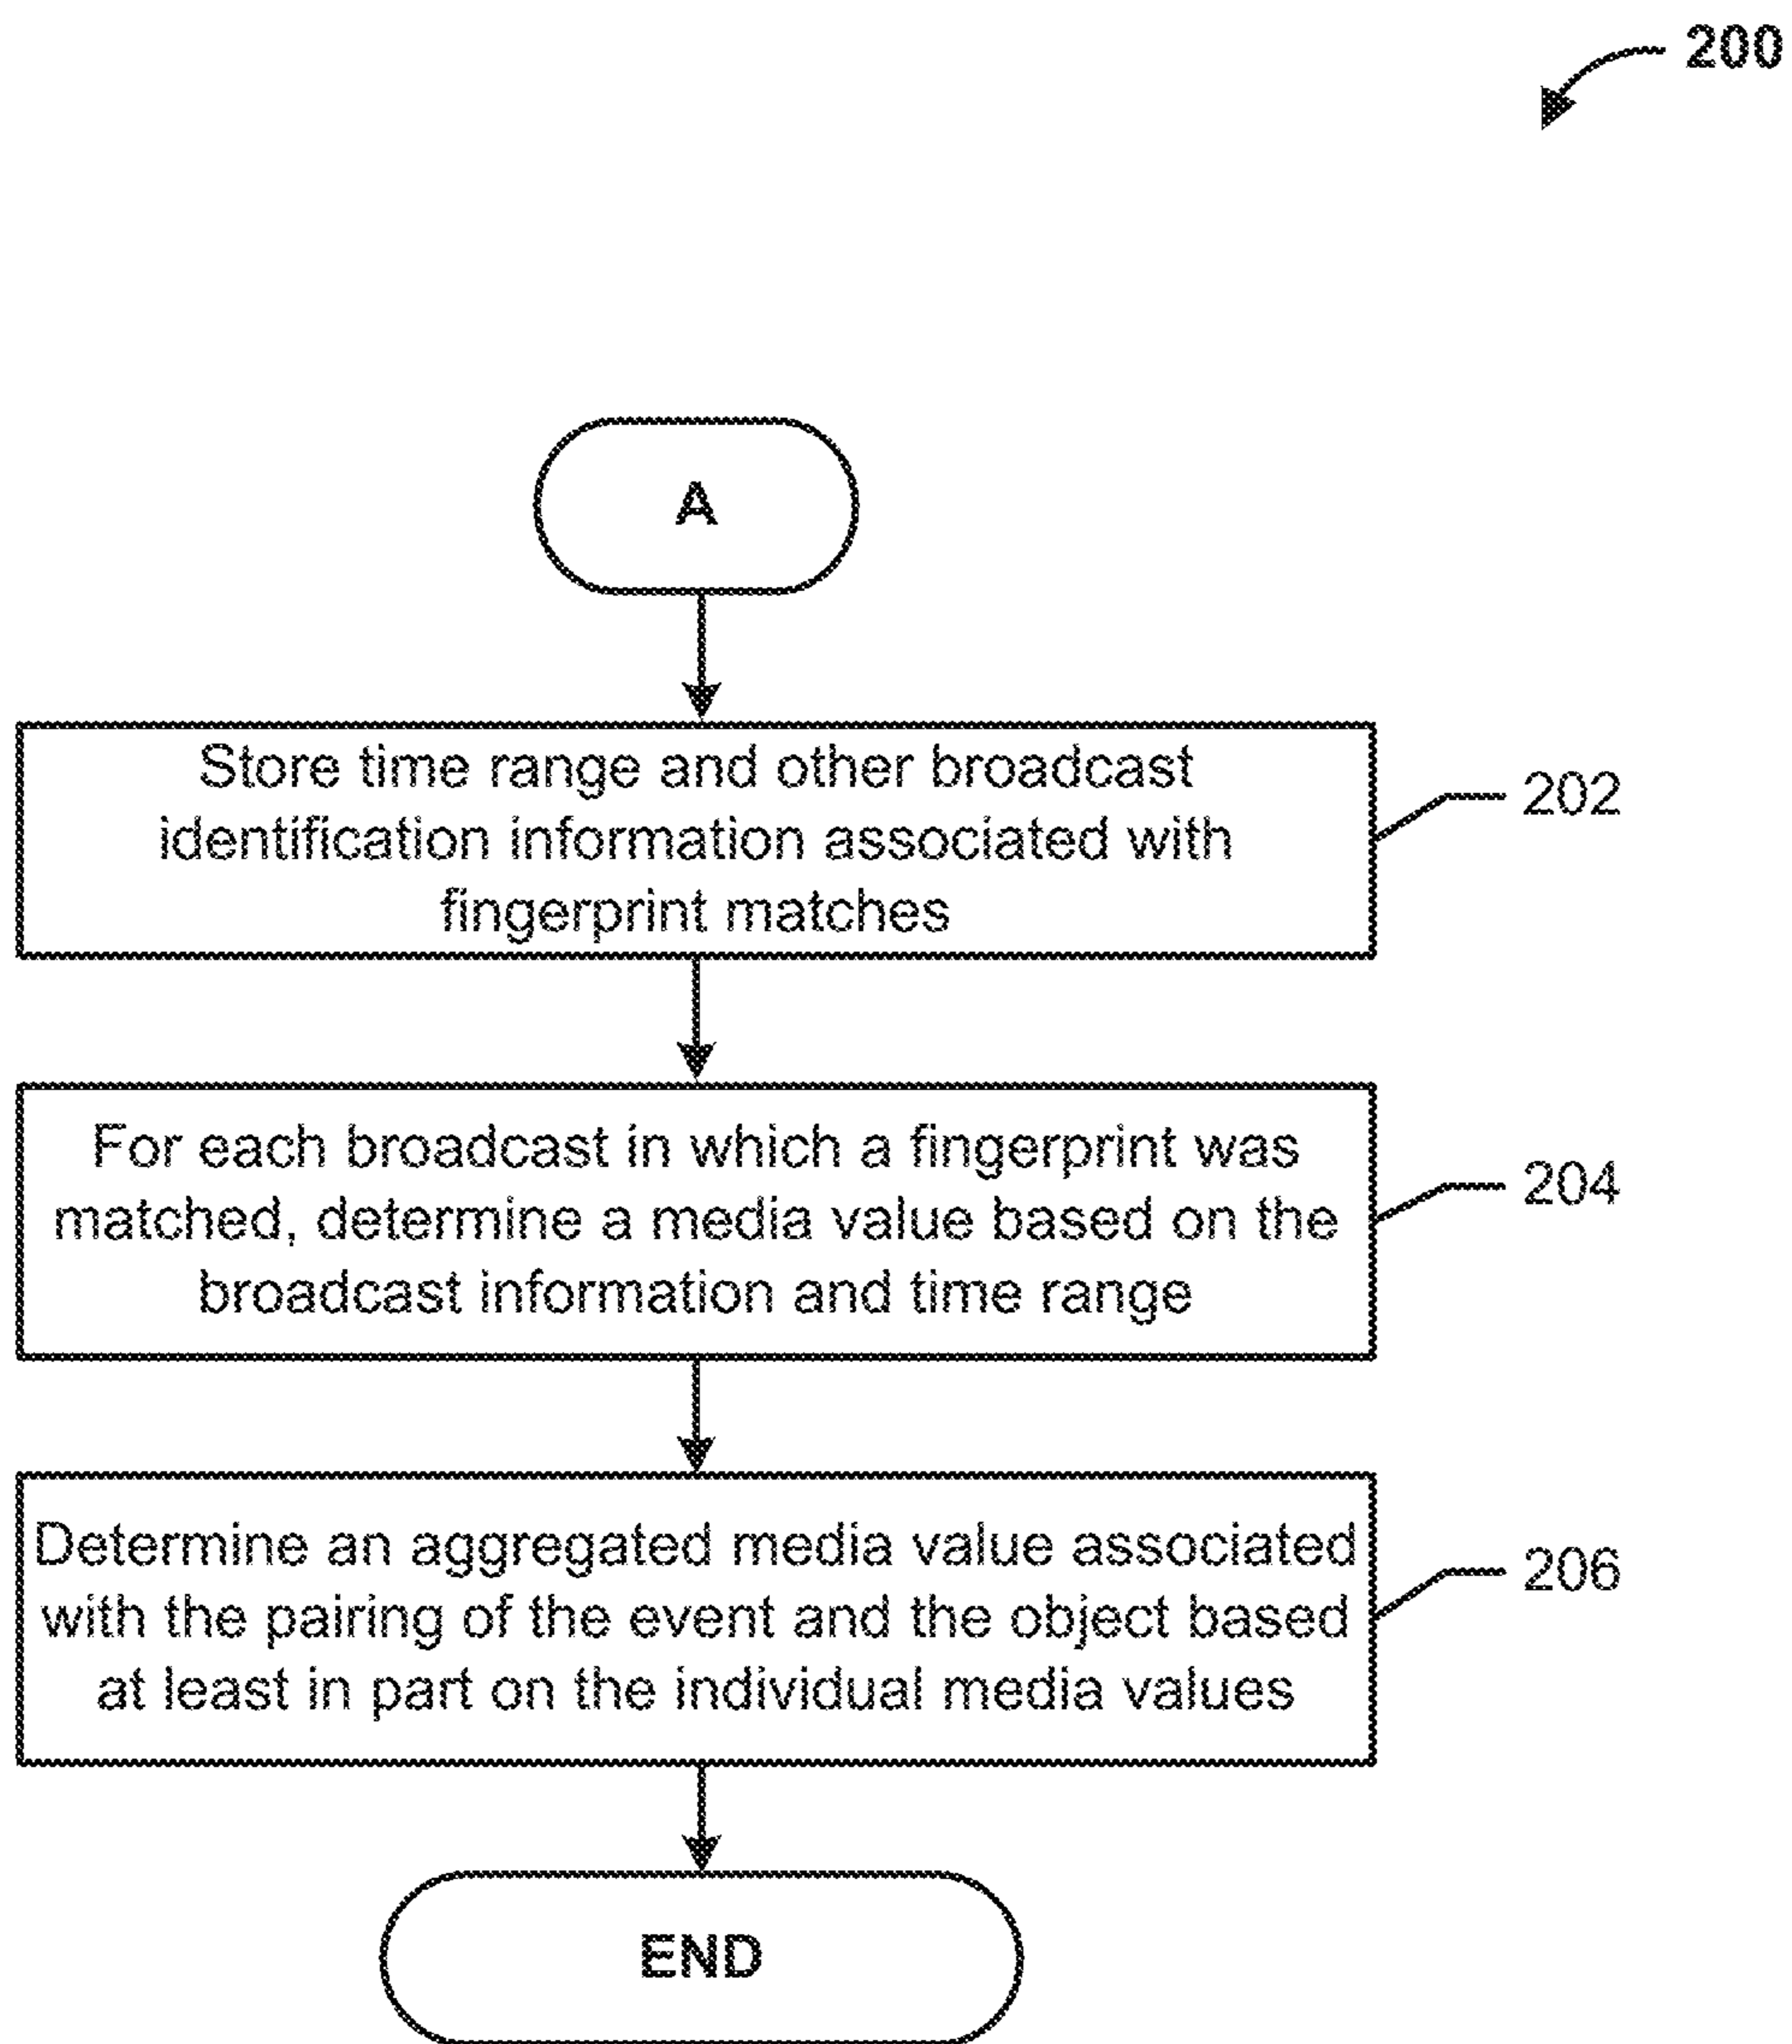 200
A
Store time range and other broadcast
identification information associated with
fingerprint matches
202
For each broadcast in which a fingerprint was
matched, determine a media value based on the
broadcast information and time range
204
Determine an aggregated media value associated
with the pairing of the event and the object based
at least in part on the individual media values
206
END